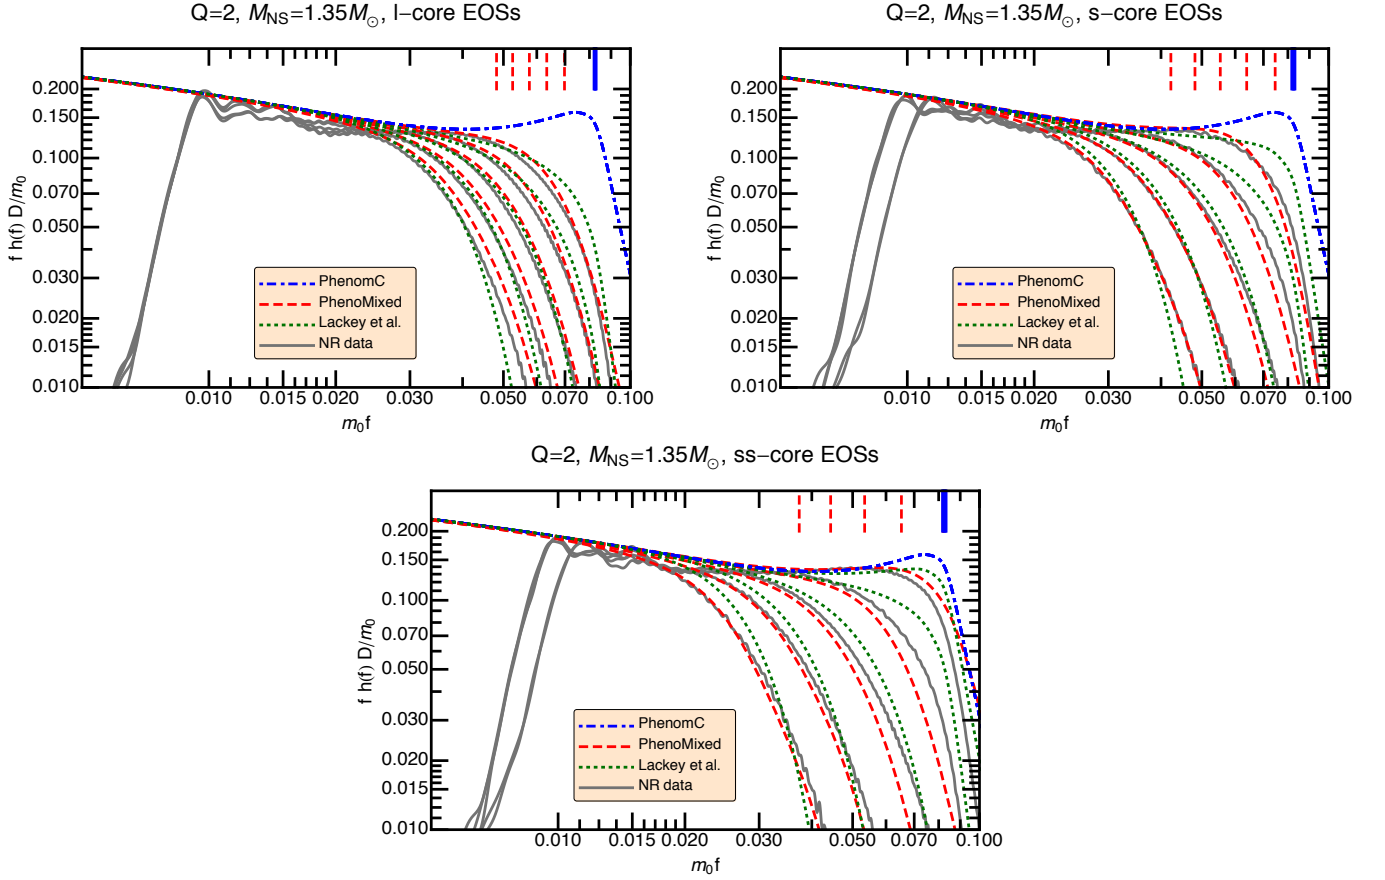 Q=2, M_NS=1.35M_⊙, l−core EOSs
0.200
0.150
0.100
0.070
0.050
0.030
0.020
0.015
0.010
f h(f) D/m₀
PhenomC
PhenoMixed
Lackey et al.
NR data
0.010 0.015 0.020 0.030 0.050 0.070 0.100
m₀f
Q=2, M_NS=1.35M_⊙, s−core EOSs
0.200
0.150
0.100
0.070
0.050
0.030
0.020
0.015
0.010
f h(f) D/m₀
PhenomC
PhenoMixed
Lackey et al.
NR data
0.010 0.015 0.020 0.030 0.050 0.070 0.100
m₀f
Q=2, M_NS=1.35M_⊙, ss−core EOSs
0.200
0.150
0.100
0.070
0.050
0.030
0.020
0.015
0.010
f h(f) D/m₀
PhenomC
PhenoMixed
Lackey et al.
NR data
0.010 0.015 0.020 0.030 0.050 0.070 0.100
m₀f